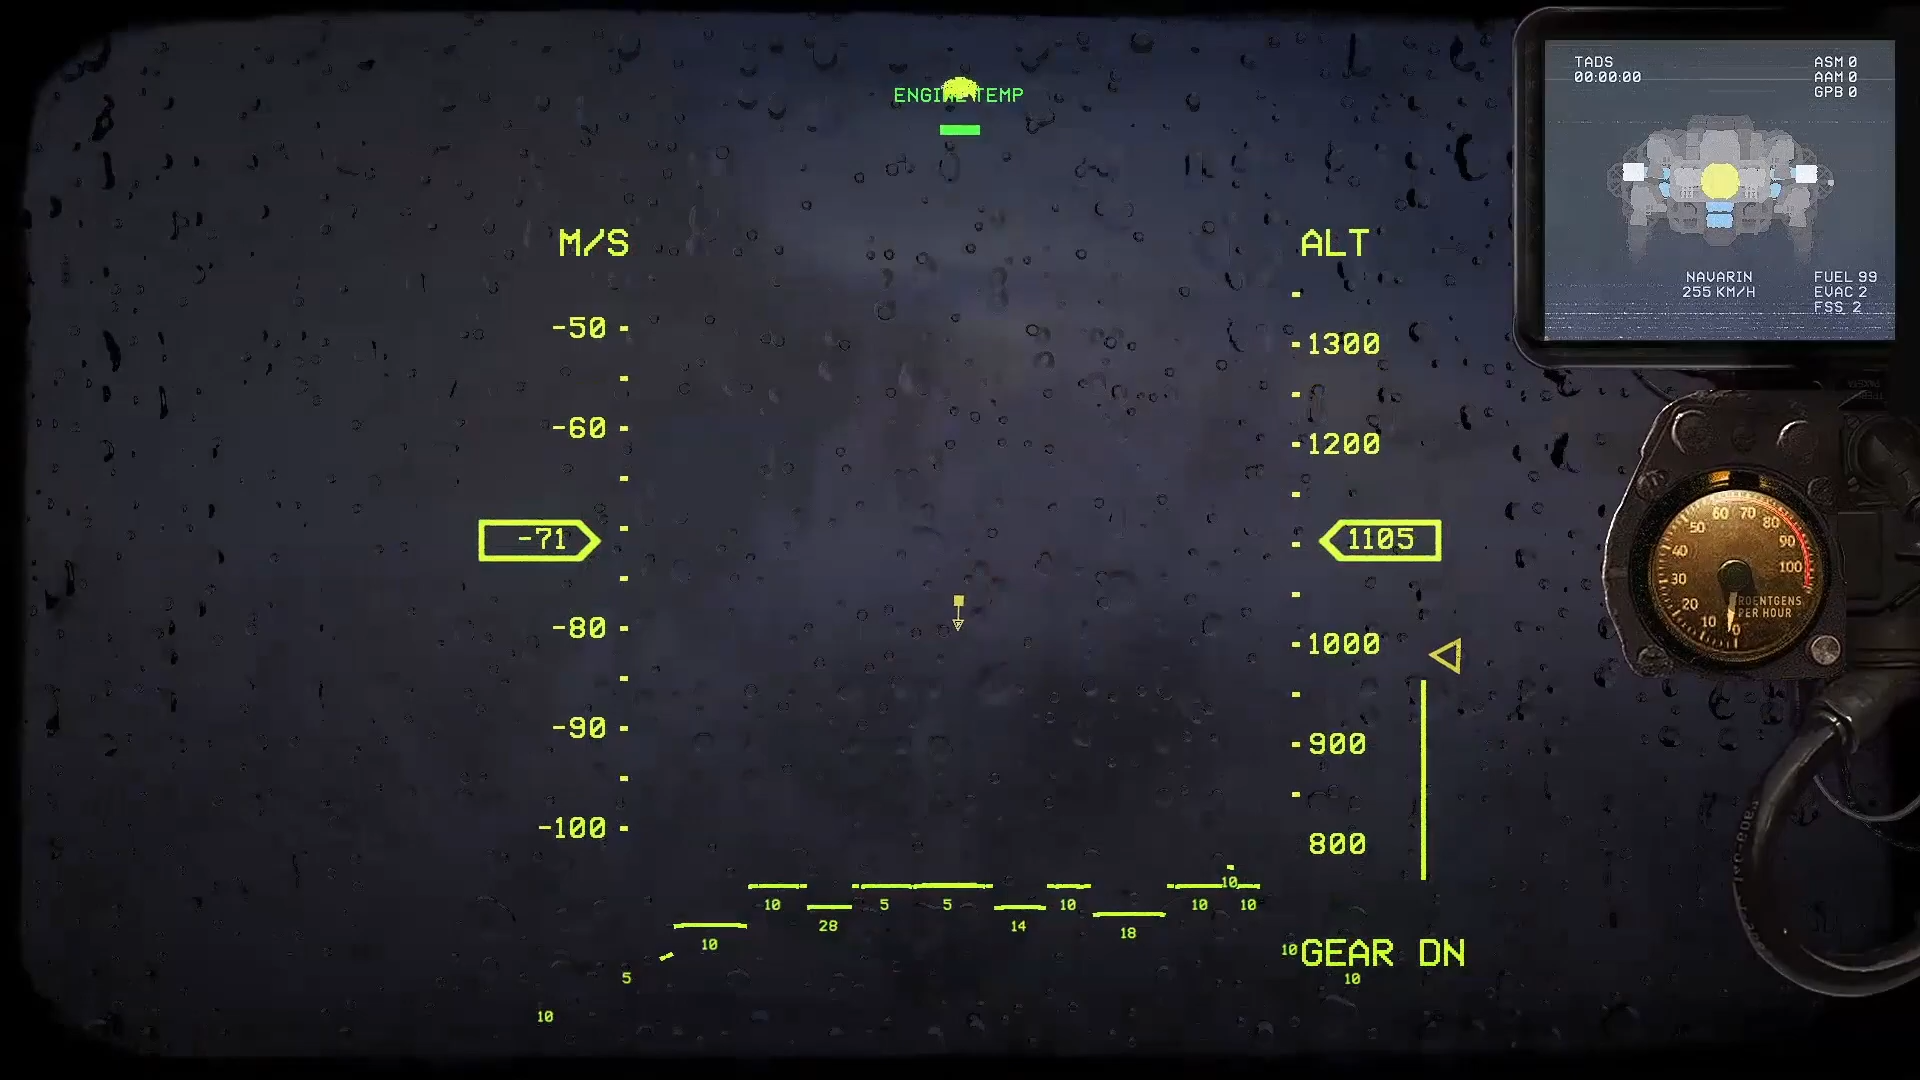 ENGINE TEMP
M/S
-50
-60
-71
-80
-90
-100
ALT
1300
1200
1105
1000
900
800
10
10 5 5 10 10 10
28 14 18
10
5
10
10
GEAR DN
10
TADS
00:00:00
ASM 0
AAM 0
GPB 0
NAVARIN
255 KM/H
FUEL 99
EVAC 2
FSS 2
60 70
50 80
40 90
30 100
20
10 0
ROENTGENS
PER HOUR